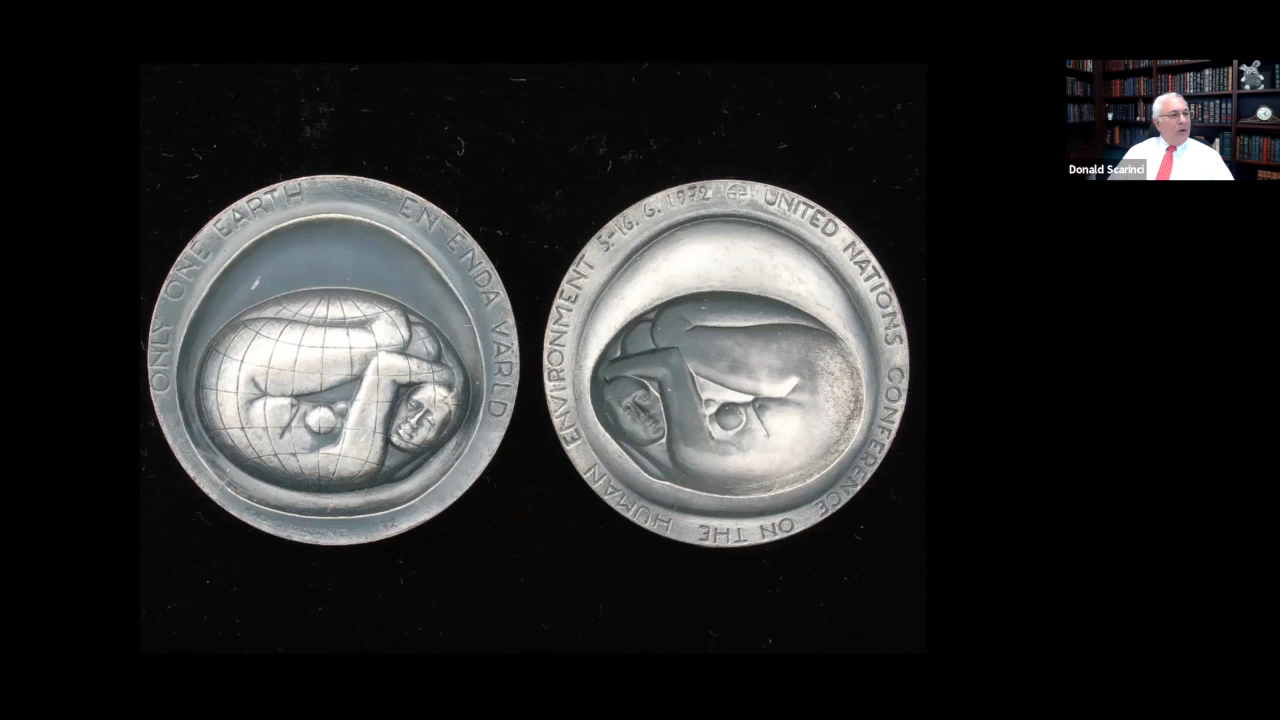 ONLY ONE EARTH
EN ENDA VÄRLD
UNITED NATIONS CONFERENCE ON THE HUMAN ENVIRONMENT 5-16.6.1972
Donald Scarinci